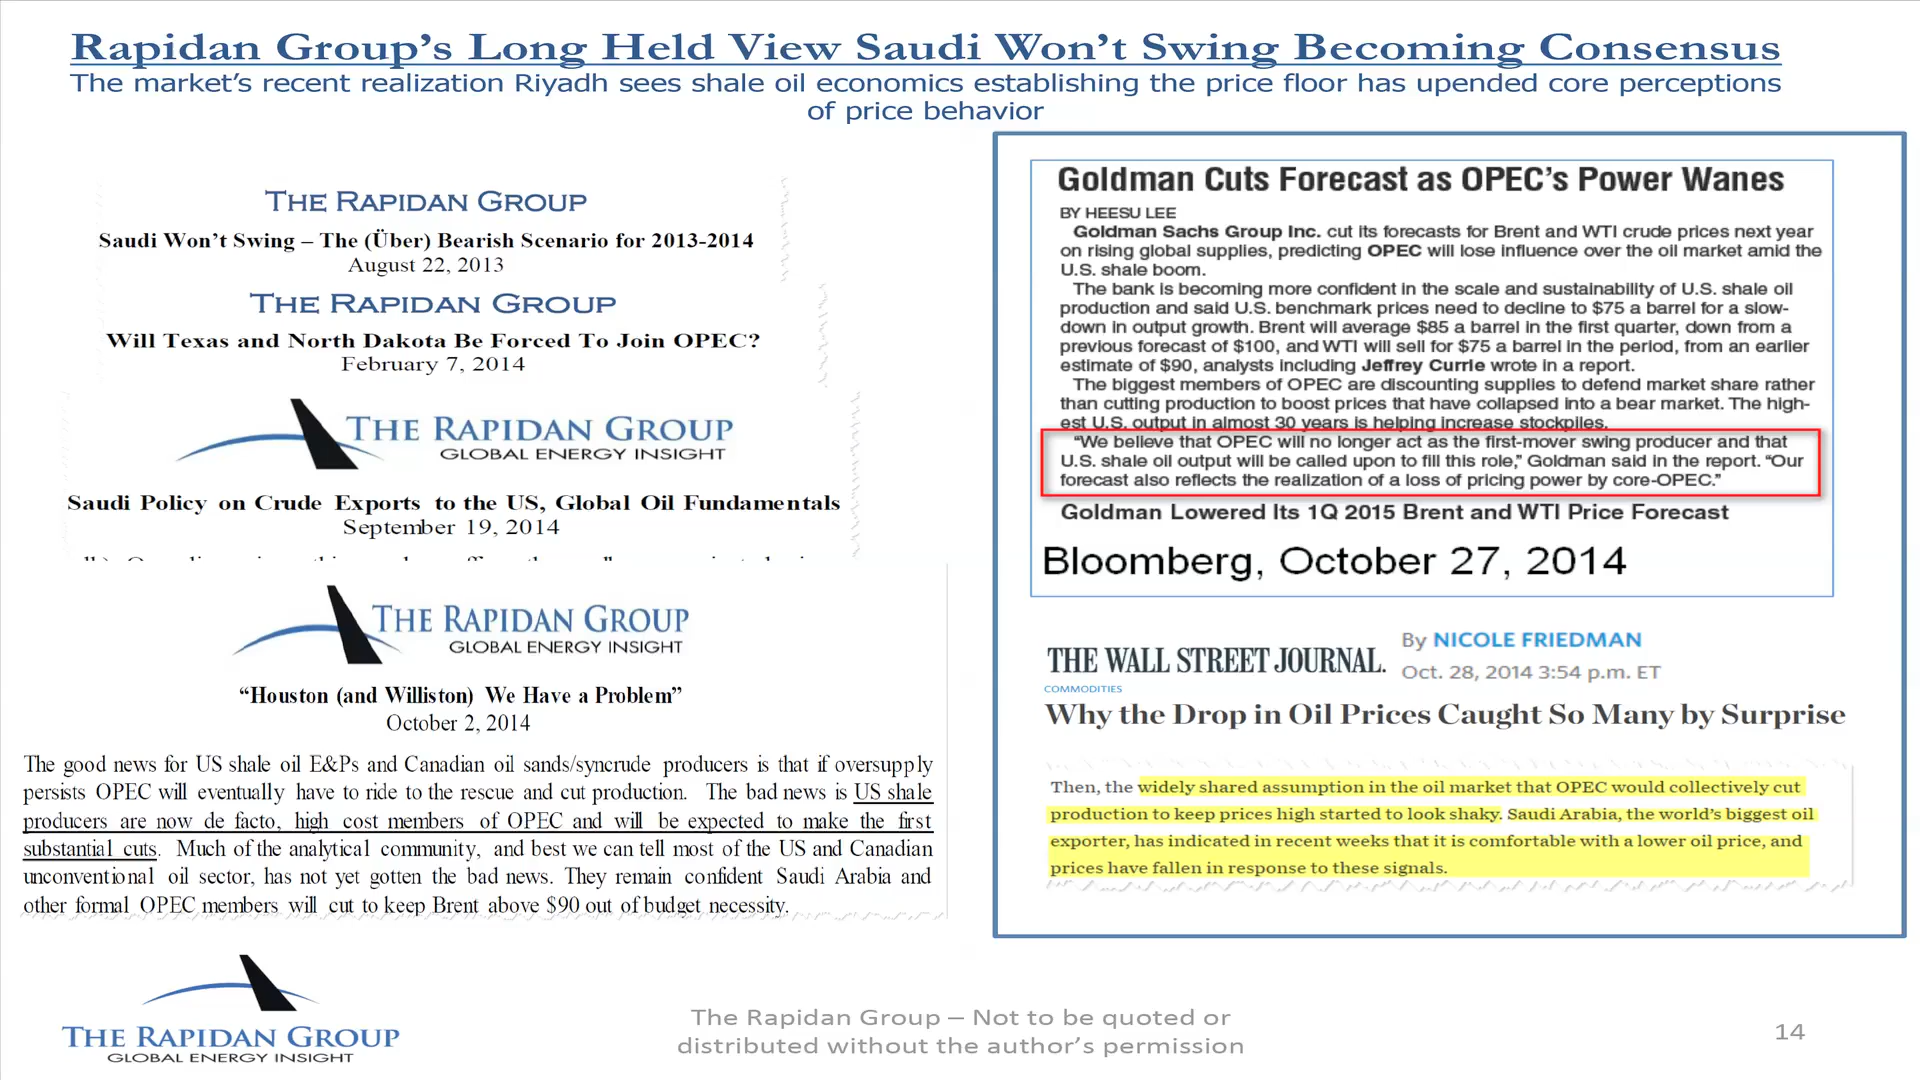 Rapidan Group's Long Held View Saudi Won't Swing Becoming Consensus
The market's recent realization Riyadh sees shale oil economics establishing the price floor has upended core perceptions
of price behavior
THE RAPIDAN GROUP
Saudi Won't Swing – The (Über) Bearish Scenario for 2013-2014
August 22, 2013
THE RAPIDAN GROUP
Will Texas and North Dakota Be Forced To Join OPEC?
February 7, 2014
THE RAPIDAN GROUP
GLOBAL ENERGY INSIGHT
Saudi Policy on Crude Exports to the US, Global Oil Fundamentals
September 19, 2014
THE RAPIDAN GROUP
GLOBAL ENERGY INSIGHT
“Houston (and Williston) We Have a Problem”
October 2, 2014
The good news for US shale oil E&Ps and Canadian oil sands/syncrude producers is that if oversupply
persists OPEC will eventually have to ride to the rescue and cut production. The bad news is US shale
producers are now de facto, high cost members of OPEC and will be expected to make the first
substantial cuts. Much of the analytical community, and best we can tell most of the US and Canadian
unconventional oil sector, has not yet gotten the bad news. They remain confident Saudi Arabia and
other formal OPEC members will cut to keep Brent above $90 out of budget necessity.
Goldman Cuts Forecast as OPEC's Power Wanes
BY HEESU LEE
Goldman Sachs Group Inc. cut its forecasts for Brent and WTI crude prices next year
on rising global supplies, predicting OPEC will lose influence over the oil market amid the
U.S. shale boom.
The bank is becoming more confident in the scale and sustainability of U.S. shale oil
production and said U.S. benchmark prices need to decline to $75 a barrel for a slow-
down in output growth. Brent will average $85 a barrel in the first quarter, down from a
previous forecast of $100, and WTI will sell for $75 a barrel in the period, from an earlier
estimate of $90, analysts including Jeffrey Currie wrote in a report.
The biggest members of OPEC are discounting supplies to defend market share rather
than cutting production to boost prices that have collapsed into a bear market. The high-
est U.S. output in almost 30 years is helping increase stockpiles.
“We believe that OPEC will no longer act as the first-mover swing producer and that
U.S. shale oil output will be called upon to fill this role,” Goldman said in the report. “Our
forecast also reflects the realization of a loss of pricing power by core-OPEC.”
Goldman Lowered Its 1Q 2015 Brent and WTI Price Forecast
Bloomberg, October 27, 2014
THE WALL STREET JOURNAL.
By NICOLE FRIEDMAN
Oct. 28, 2014 3:54 p.m. ET
COMMODITIES
Why the Drop in Oil Prices Caught So Many by Surprise
Then, the widely shared assumption in the oil market that OPEC would collectively cut
production to keep prices high started to look shaky. Saudi Arabia, the world's biggest oil
exporter, has indicated in recent weeks that it is comfortable with a lower oil price, and
prices have fallen in response to these signals.
THE RAPIDAN GROUP
GLOBAL ENERGY INSIGHT
The Rapidan Group – Not to be quoted or
distributed without the author's permission
14